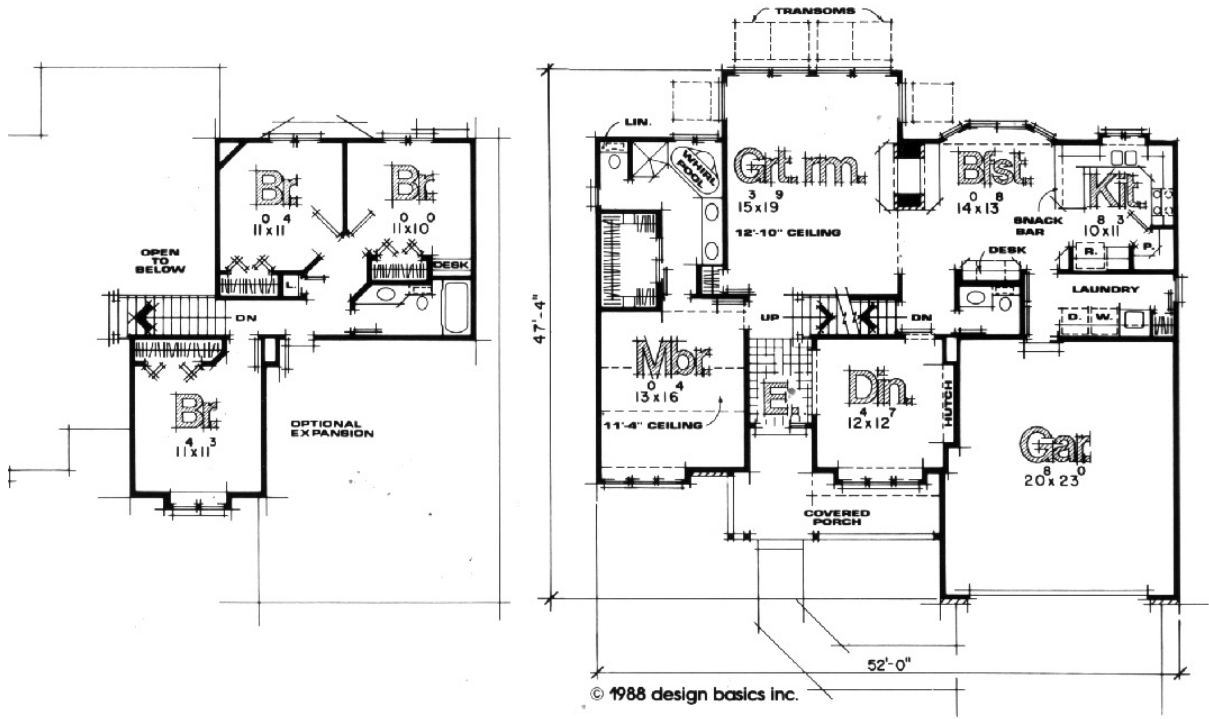 TRANSOMS
LIN.
WHIRL
POOL
Grt. rm.
3 9
15 x 19
12'-10" CEILING
Bfst.
0 8
14 x 13
SNACK
BAR
Kit.
8 3
10 x 11
DESK
R.
P.
LAUNDRY
D. W.
UP
DN
Mbr.
0 4
13 x 16
11'-4" CEILING
E.
Din.
4 7
12 x 12
HUTCH
Gar.
8 0
20 x 23
COVERED
PORCH
47'-4"
52'-0"
© 1988 design basics inc.
Br.
0 4
11 x 11
Br.
0 0
11 x 10
OPEN
TO
BELOW
DESK
L.
DN
Br.
4 3
11 x 11
OPTIONAL
EXPANSION